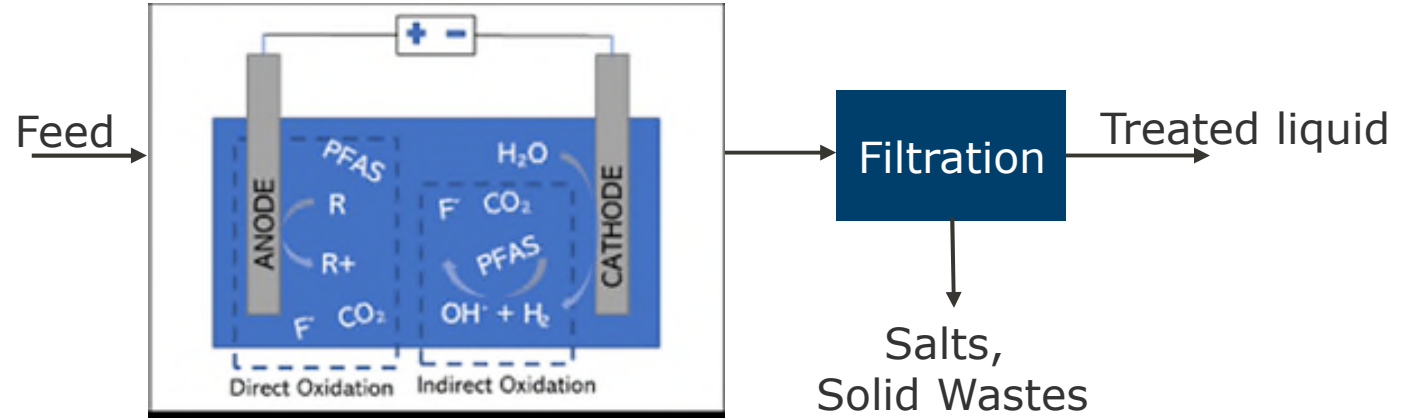 Feed
+ -
ANODE
PFAS
R
R+
F- CO₂
Direct Oxidation
H₂O
F- CO₂
PFAS
OH- + H₂
Indirect Oxidation
CATHODE
Filtration
Treated liquid
Salts,
Solid Wastes